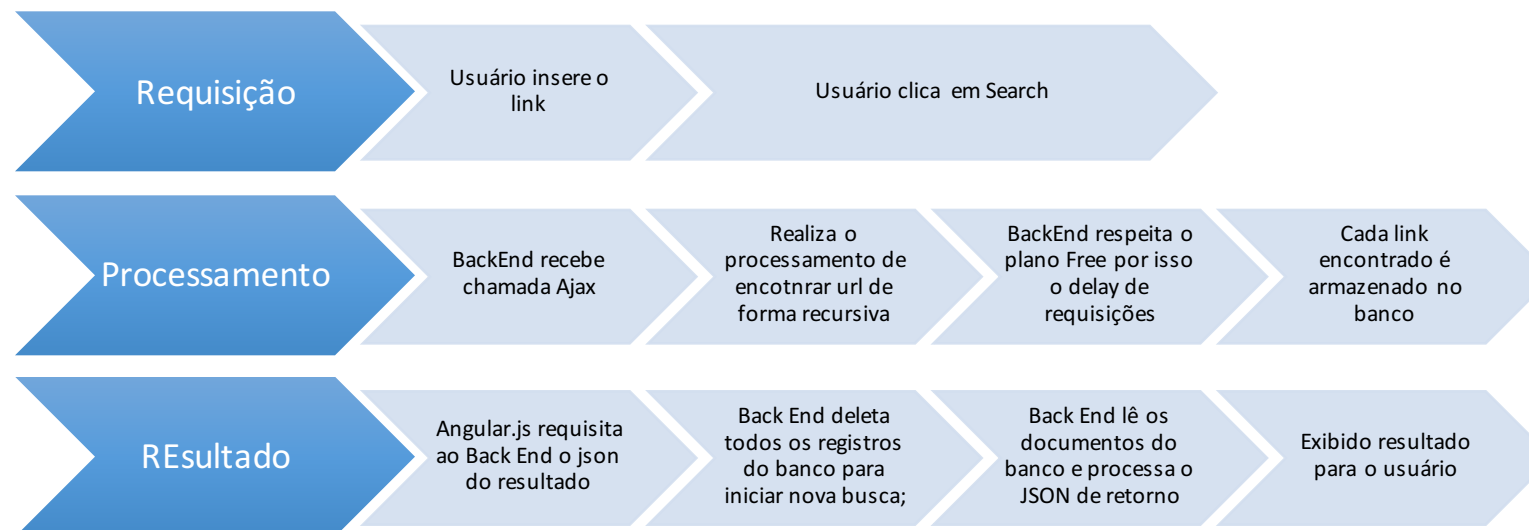 Requisição
Usuário insere o
link
Usuário clica em Search
Processamento
BackEnd recebe
chamada Ajax
Realiza o
processamento de
encotnrar url de
forma recursiva
BackEnd respeita o
plano Free por isso
o delay de
requisições
Cada link
encontrado é
armazenado no
banco
REsultado
Angular.js requisita
ao Back End o json
do resultado
Back End deleta
todos os registros
do banco para
iniciar nova busca;
Back End lê os
documentos do
banco e processa o
JSON de retorno
Exibido resultado
para o usuário